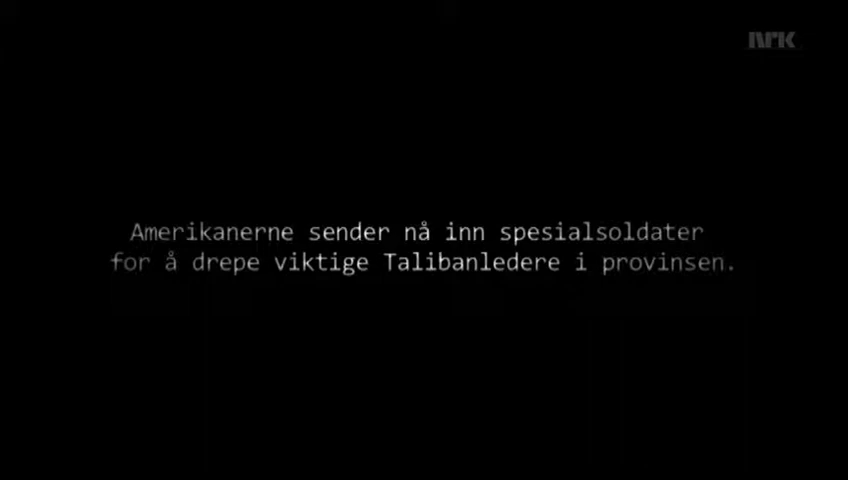 NRK
Amerikanerne sender nå inn spesialsoldater
for å drepe viktige Talibanledere i provinsen.